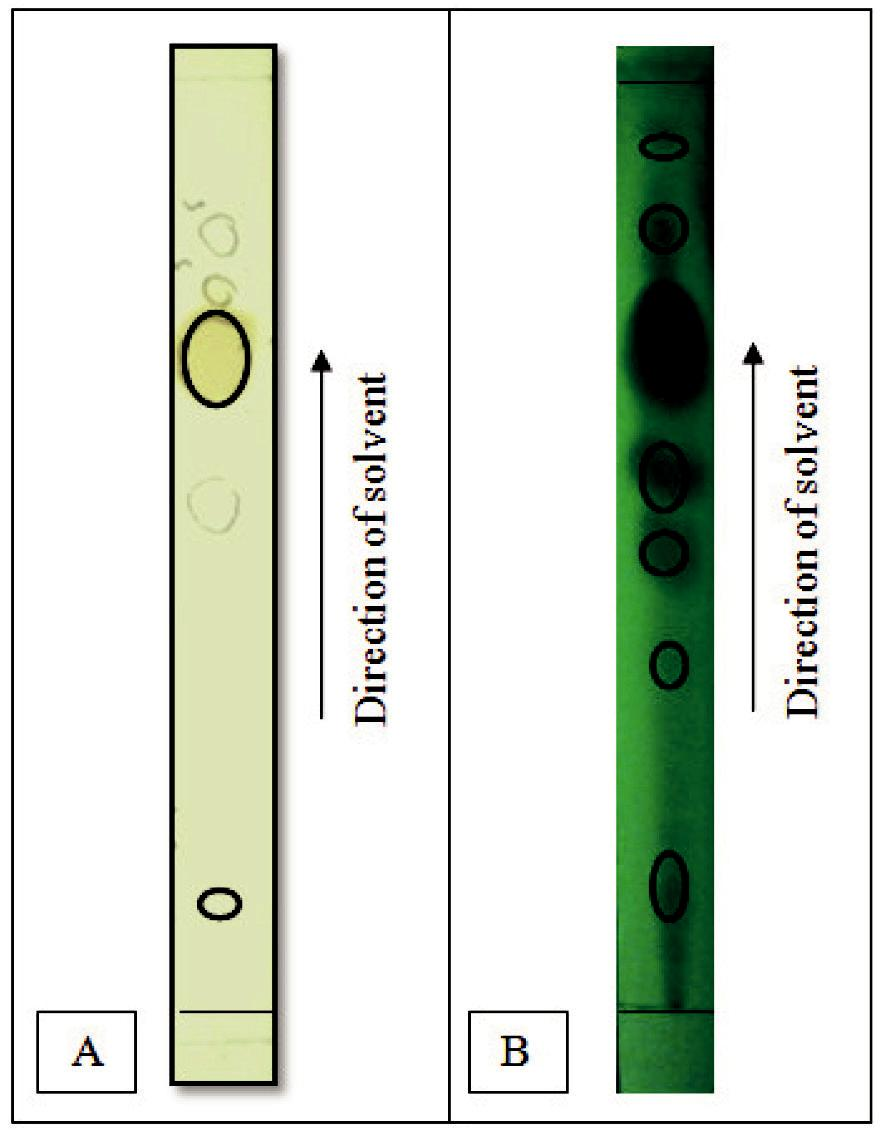 Direction of solvent
A
Direction of solvent
B